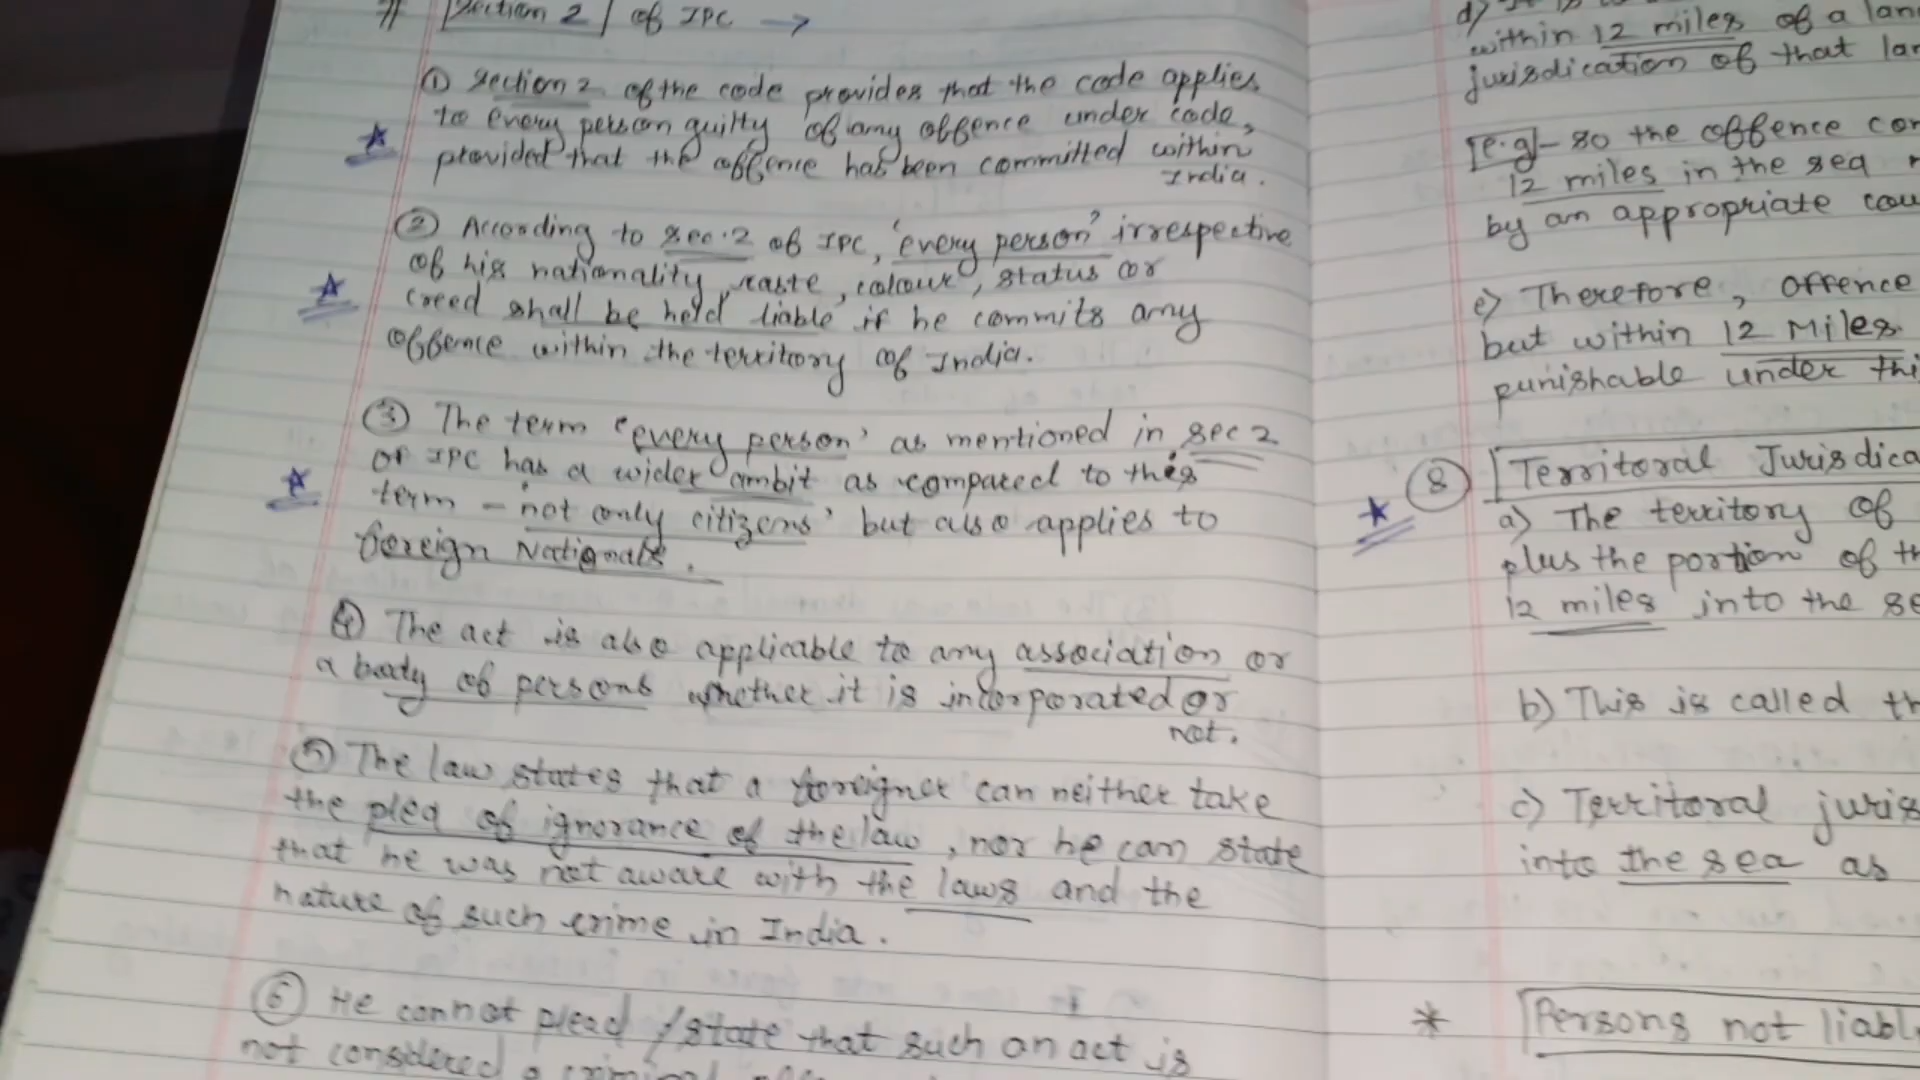 7) Section 2 of IPC →
① Section 2 of the code provides that the code applies
to every person guilty of any offence under code,
provided that the offence has been committed within
India.
② According to sec.2 of IPC, 'every person' irrespective
of his nationality, caste, colour, status or
creed shall be held liable if he commits any
offence within the territory of India.
③ The term 'every person' as mentioned in sec 2
of IPC has a wider ambit as compared to this
term - 'not only citizens' but also applies to
foreign Nationals.
④ The act is also applicable to any association or
a body of persons whether it is incorporated or
not.
⑤ The law states that a foreigner can neither take
the plea of ignorance of the law, nor he can state
that he was not aware with the laws and the
nature of such crime in India.
⑥ He cannot plead / state that such an act is
not considered a criminal
d)
within 12 miles of a
jurisdication of that
[e.g]- so the offence
12 miles in the sea
by an appropriate
e) Therefore, offence
but within 12 Miles.
punishable under
⑧ Territoral
a) The territory of
plus the portion of
12 miles into the
b) This is called
c) Territoral
into the sea as
* Persons not